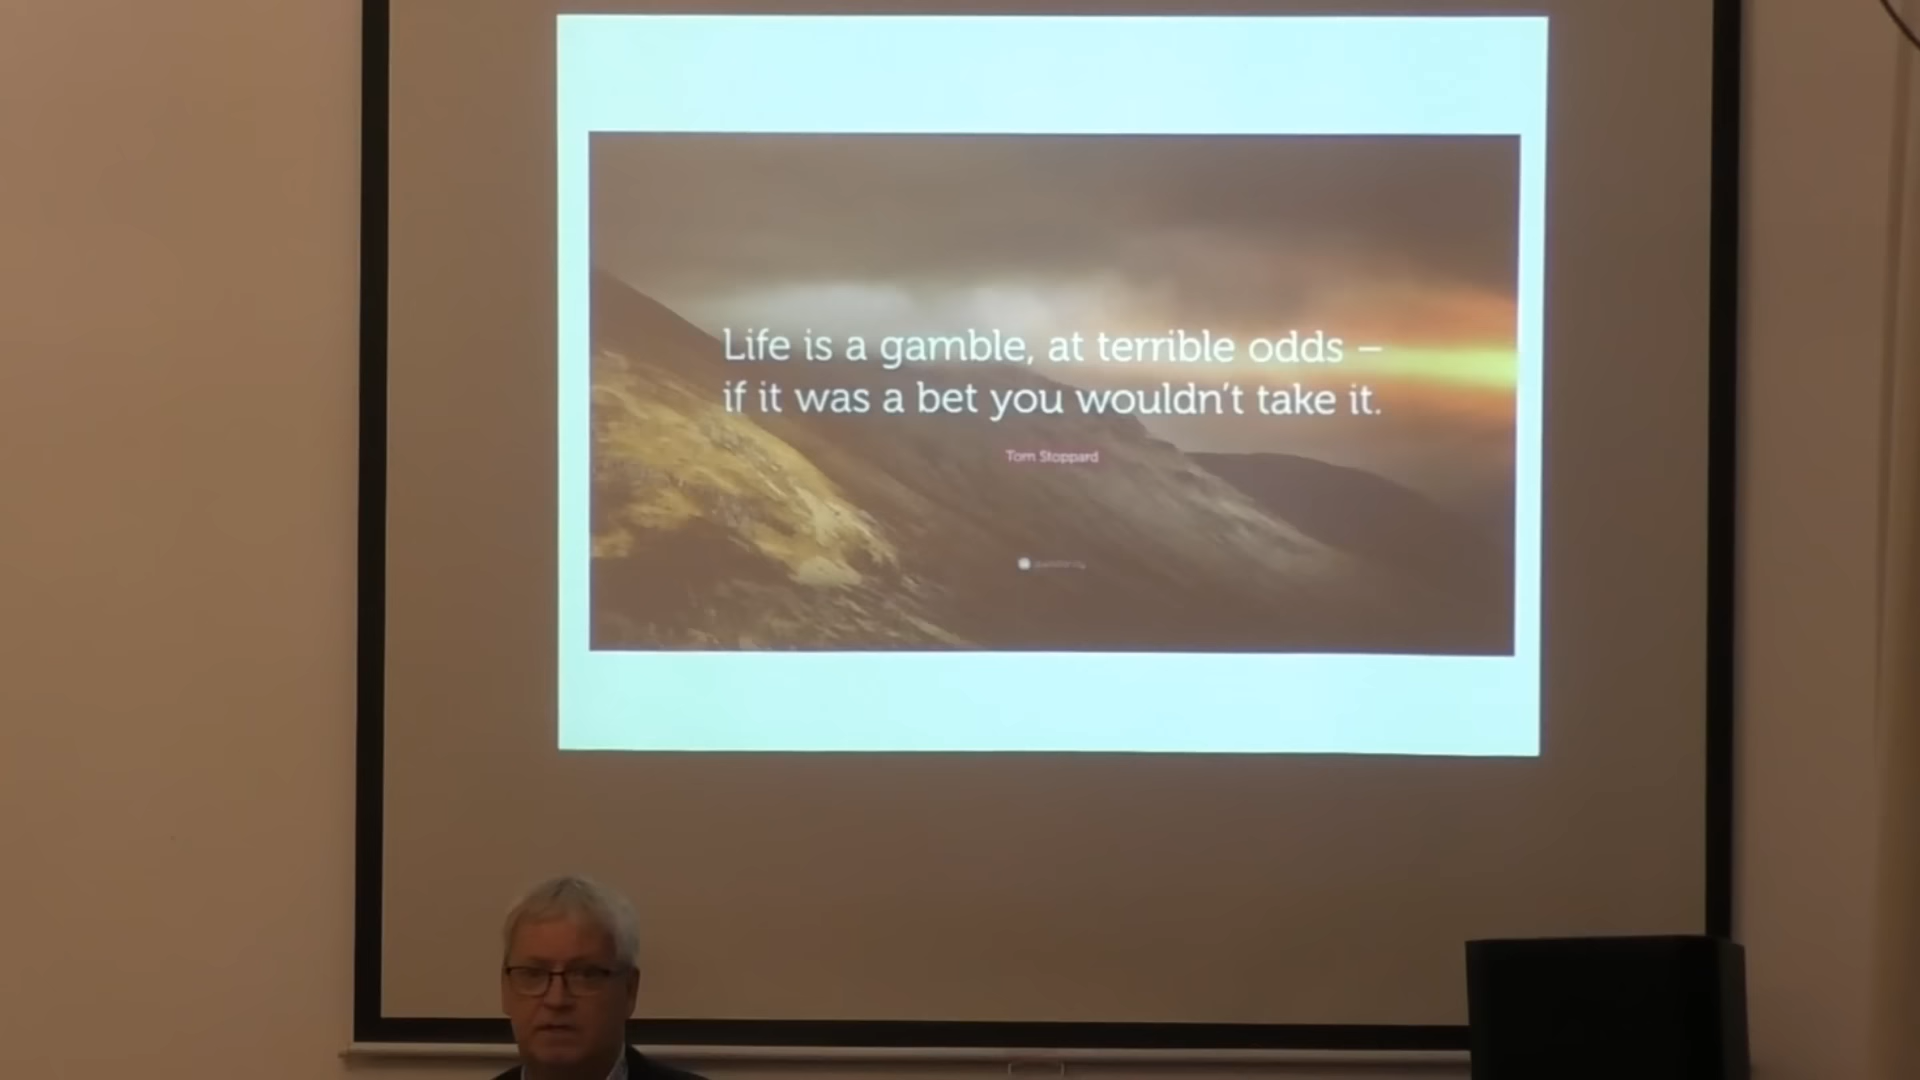 Life is a gamble, at terrible odds –
if it was a bet you wouldn't take it.
Tom Stoppard